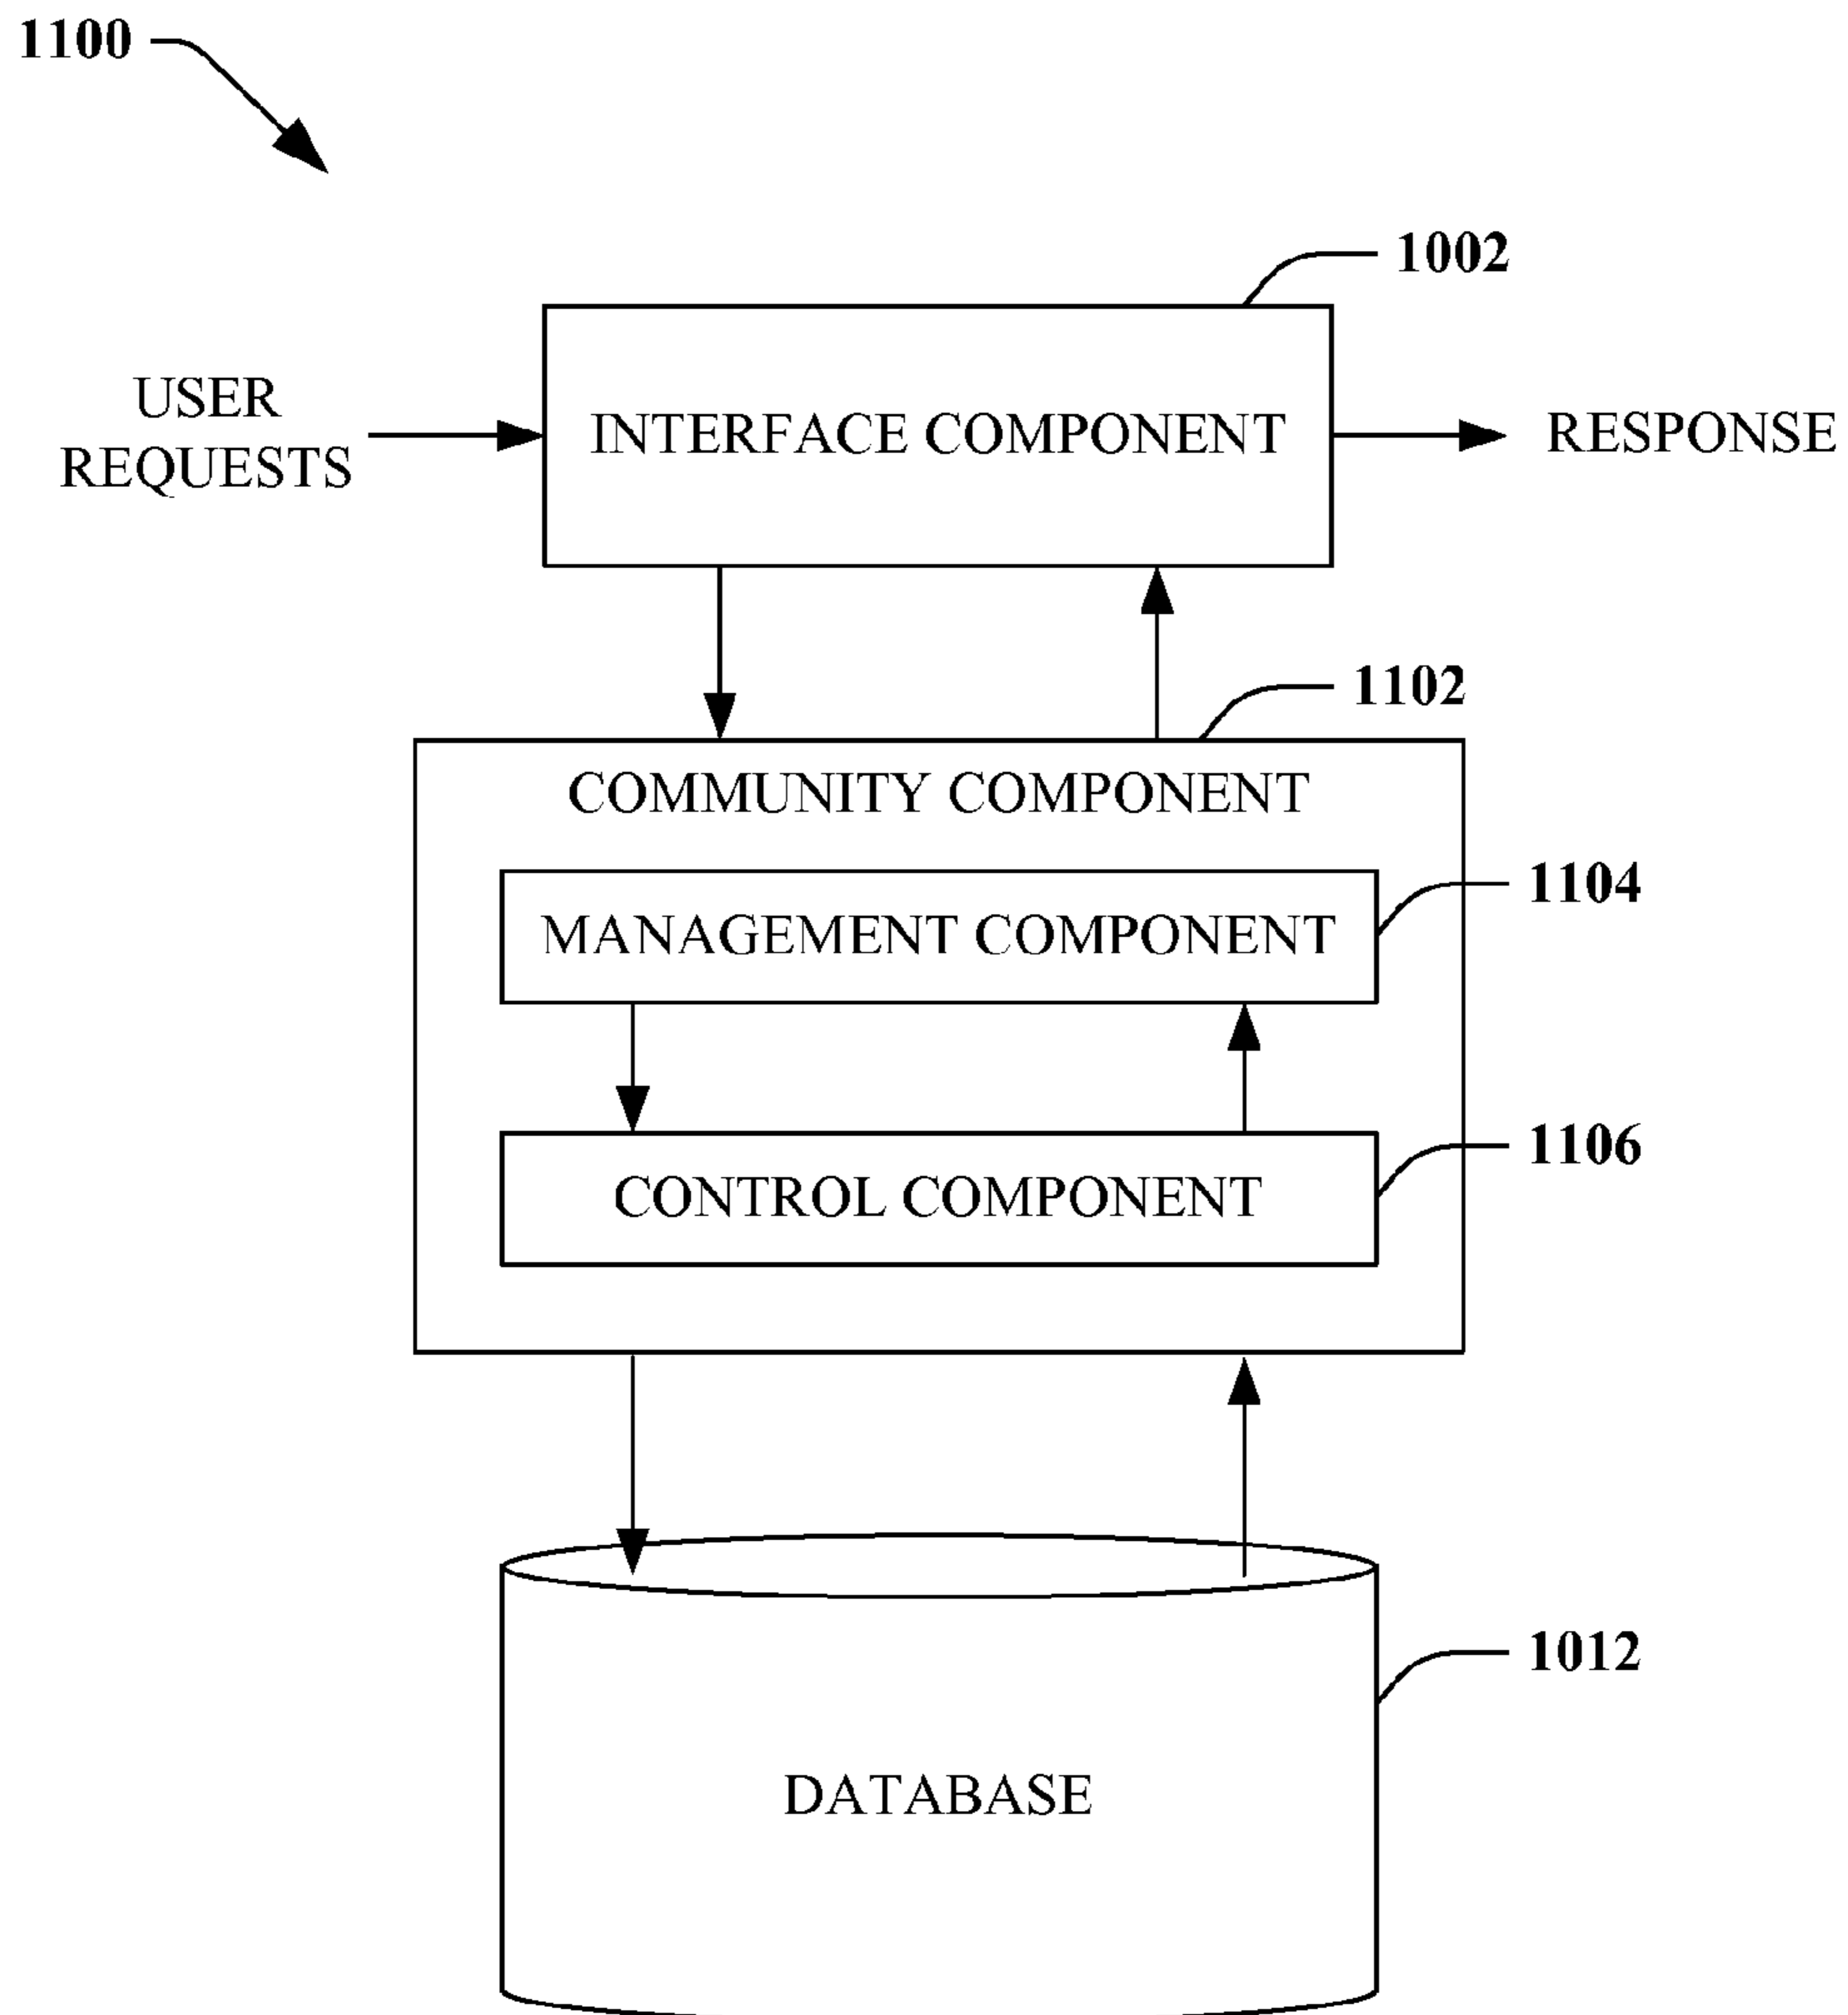 1100
1002
USER
REQUESTS
INTERFACE COMPONENT
RESPONSE
1102
COMMUNITY COMPONENT
1104
MANAGEMENT COMPONENT
1106
CONTROL COMPONENT
1012
DATABASE